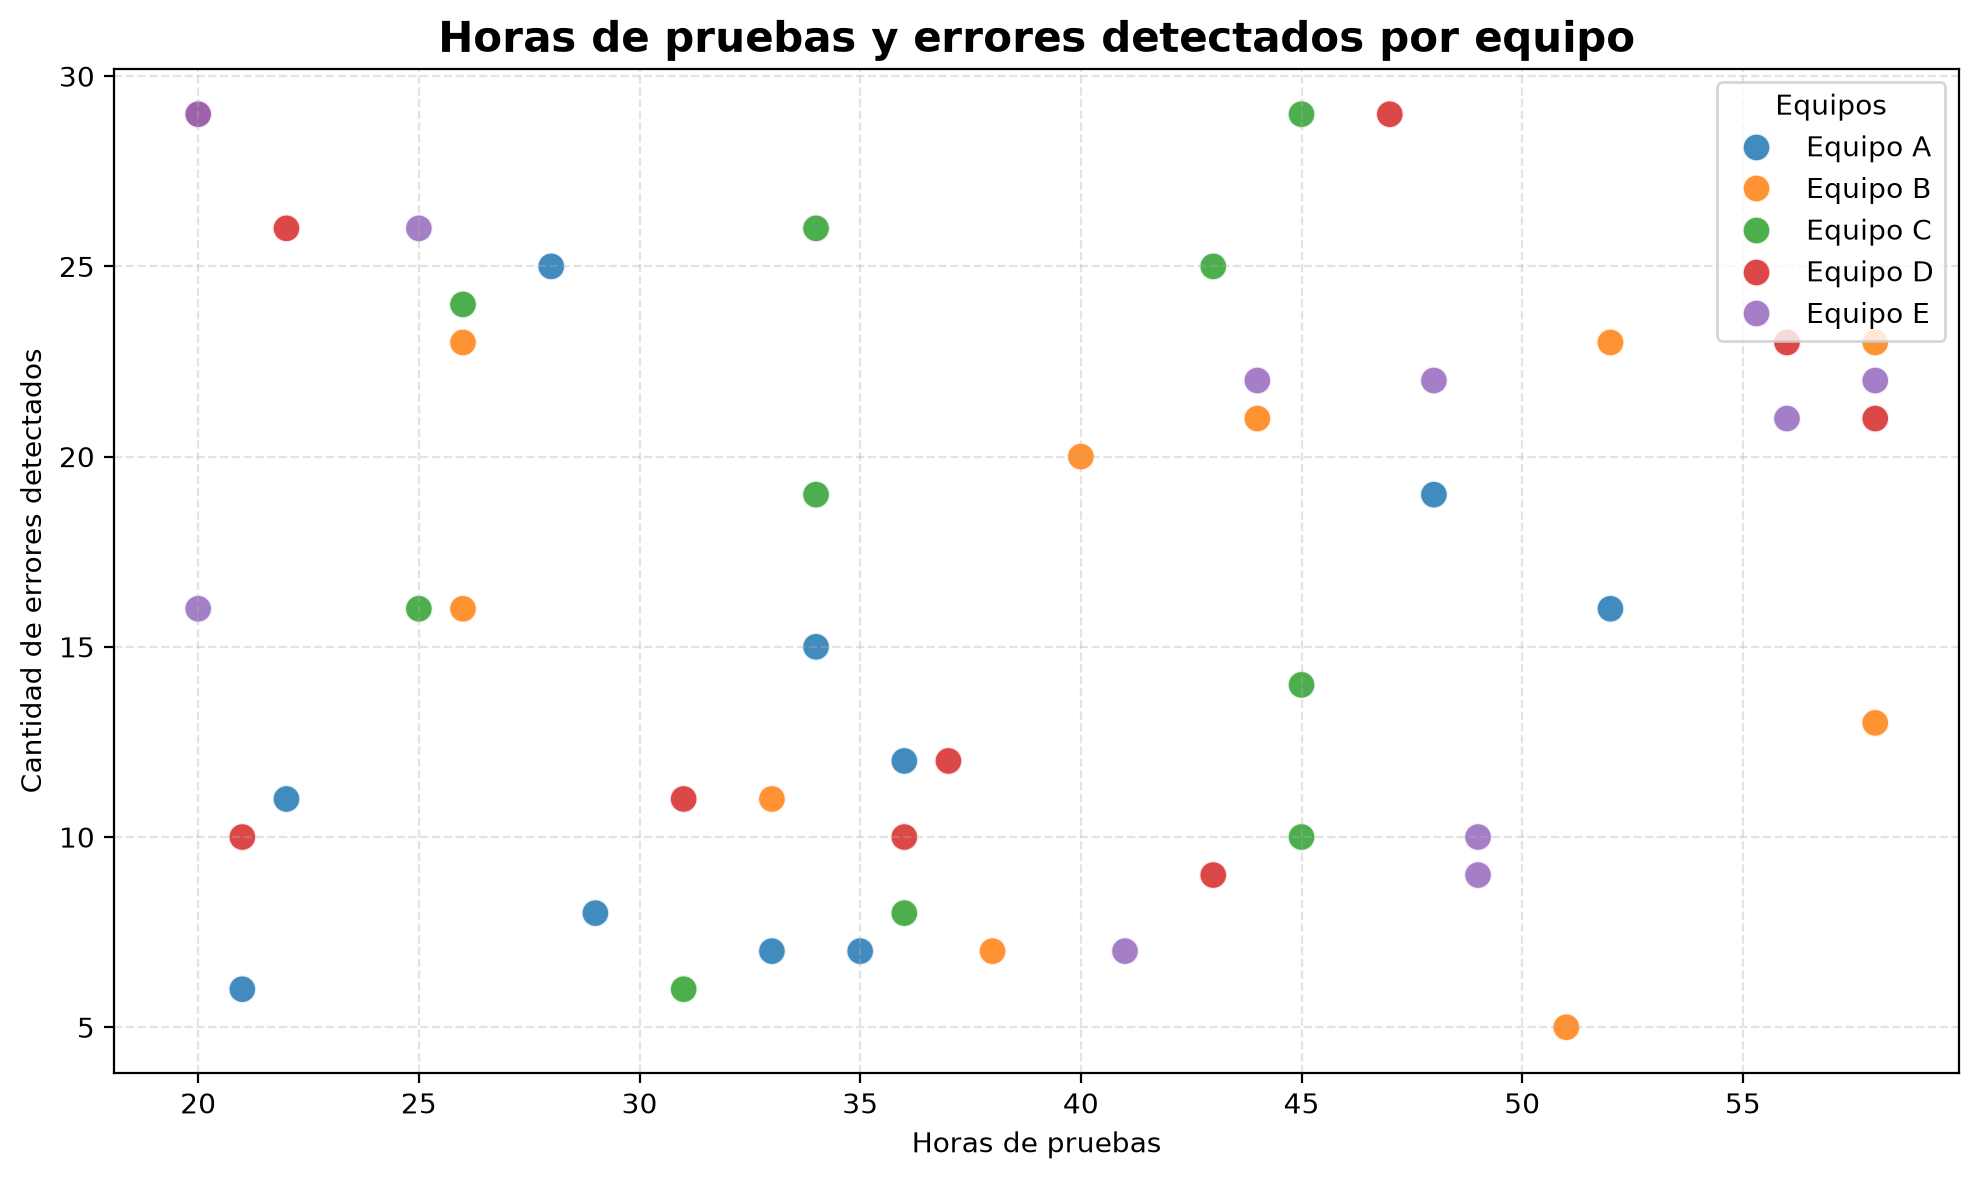 Horas de pruebas y errores detectados por equipo
Cantidad de errores detectados
30
25
20
15
10
5
Equipos
Equipo A
Equipo B
Equipo C
Equipo D
Equipo E
20 25 30 35 40 45 50 55
Horas de pruebas